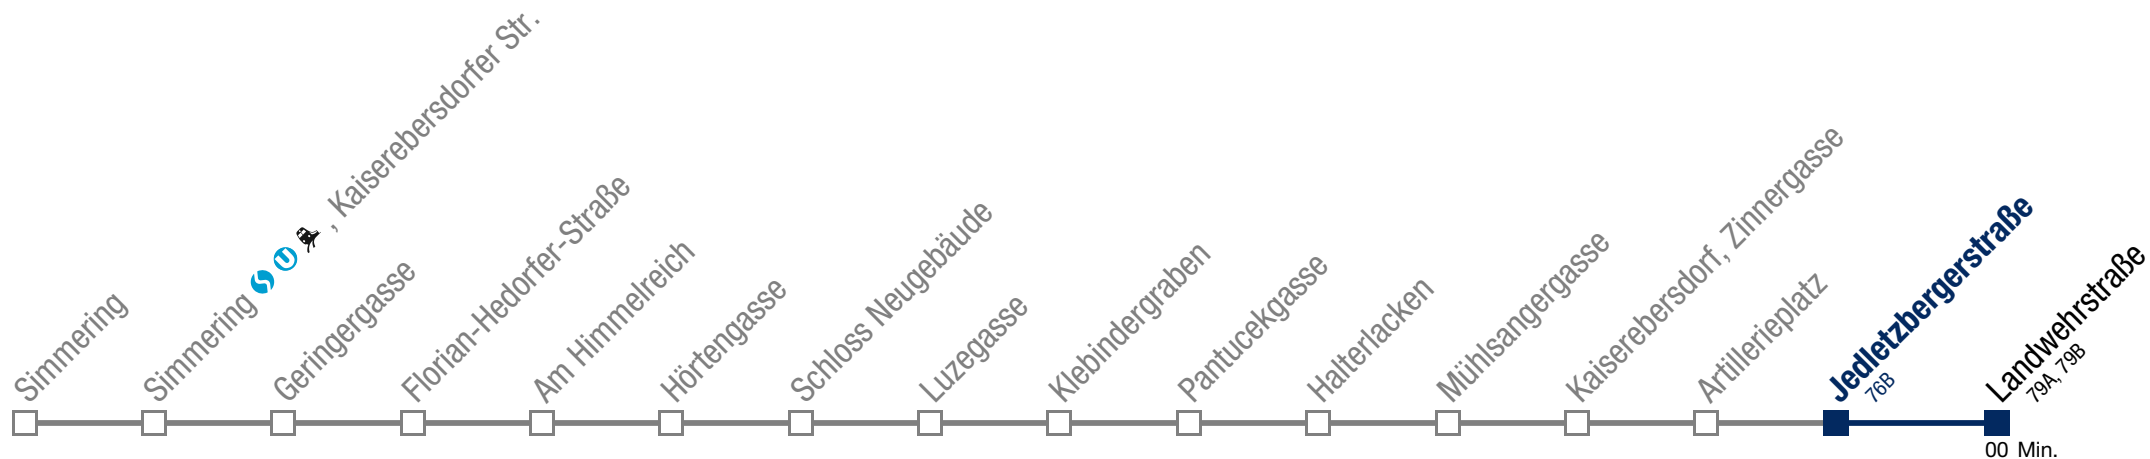 Simmering
Simmering S U , Kaiserebersdorfer Str.
Geringergasse
Florian-Hedorfer-Straße
Am Himmelreich
Hörtengasse
Schloss Neugebäude
Luzegasse
Klebindergraben
Pantucekgasse
Halterlacken
Mühlsangergasse
Kaiserebersdorf, Zinnergasse
Artillerieplatz
Jedletzbergerstraße
76B
Landwehrstraße
79A, 79B
00 Min.